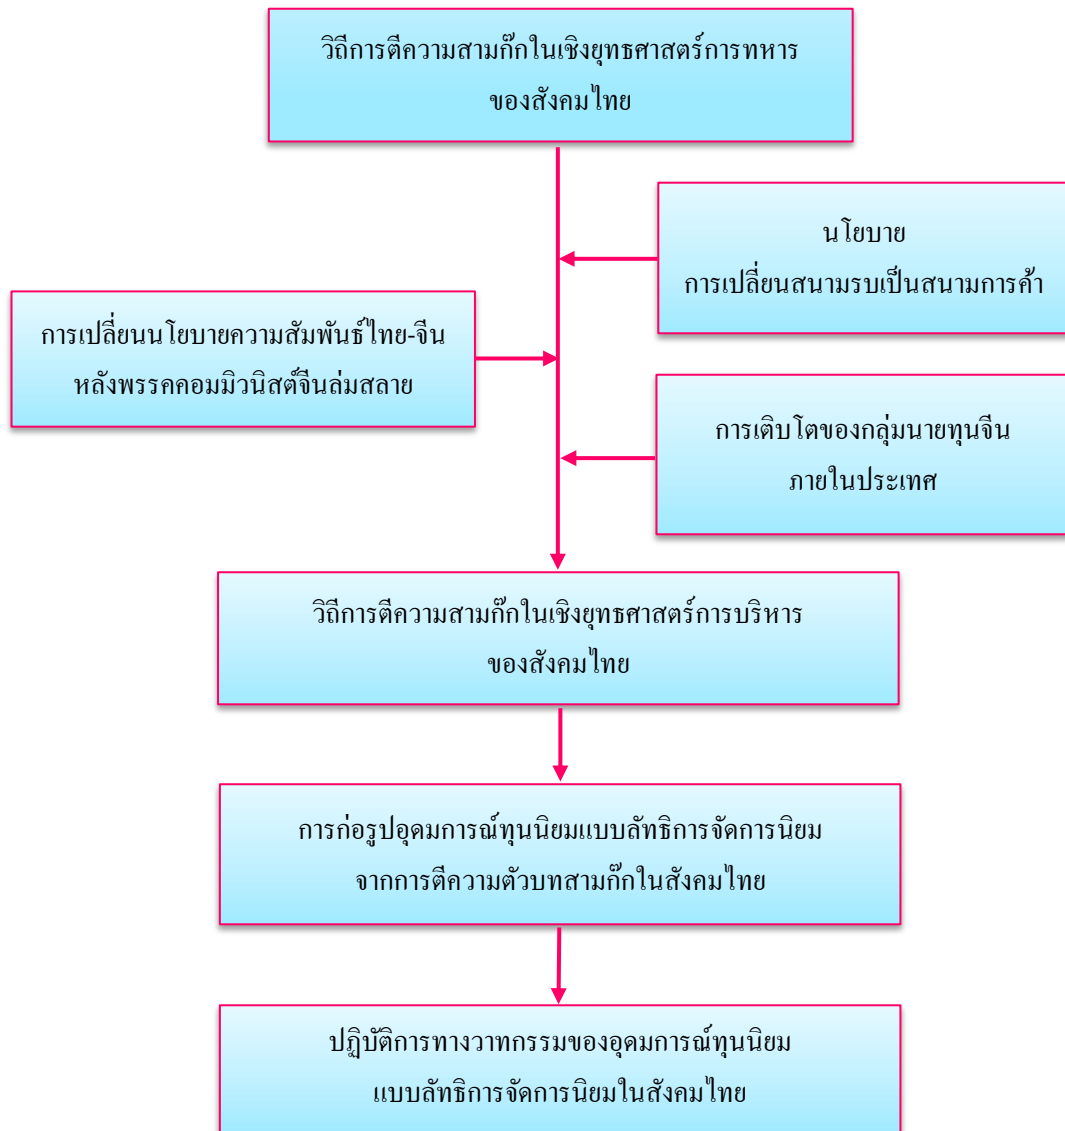 วิถีการตีความสามก๊กในเชิงยุทธศาสตร์การทหาร
ของสังคมไทย
นโยบาย
การเปลี่ยนสนามรบเป็นสนามการค้า
การเปลี่ยนนโยบายความสัมพันธ์ไทย-จีน
หลังพรรคคอมมิวนิสต์จีนล่มสลาย
การเติบโตของกลุ่มนายทุนจีน
ภายในประเทศ
วิถีการตีความสามก๊กในเชิงยุทธศาสตร์การบริหาร
ของสังคมไทย
การก่อรูปอุดมการณ์ทุนนิยมแบบลัทธิการจัดการนิยม
จากการตีความตัวบทสามก๊กในสังคมไทย
ปฏิบัติการทางวาทกรรมของอุดมการณ์ทุนนิยม
แบบลัทธิการจัดการนิยมในสังคมไทย